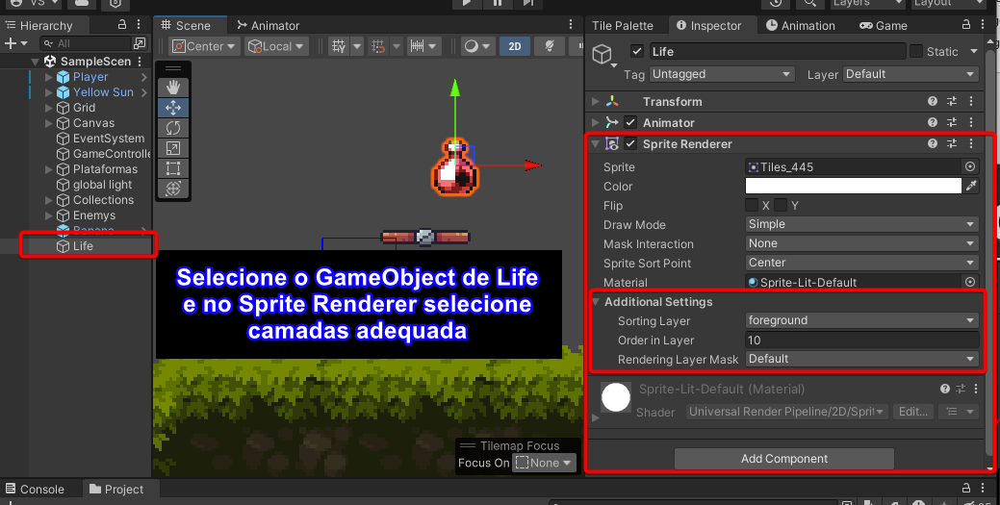 VS
Layers
Layout
Hierarchy
All
SampleScen
Player
Yellow Sun
Grid
Canvas
EventSystem
GameControlle
Plataformas
global light
Collections
Enemys
Banana
Life
Scene
Animator
Center
Local
2D
Selecione o GameObject de Life
e no Sprite Renderer selecione
camadas adequada
Tilemap Focus
Focus On
None
Tile Palette
Inspector
Animation
Game
Life
Static
Tag
Untagged
Layer
Default
Transform
Animator
Sprite Renderer
Sprite
Tiles_445
Color
Flip
X
Y
Draw Mode
Simple
Mask Interaction
None
Sprite Sort Point
Center
Material
Sprite-Lit-Default
Additional Settings
Sorting Layer
foreground
Order in Layer
10
Rendering Layer Mask
Default
Sprite-Lit-Default (Material)
Shader
Universal Render Pipeline/2D/Sprit
Edit...
Add Component
Console
Project